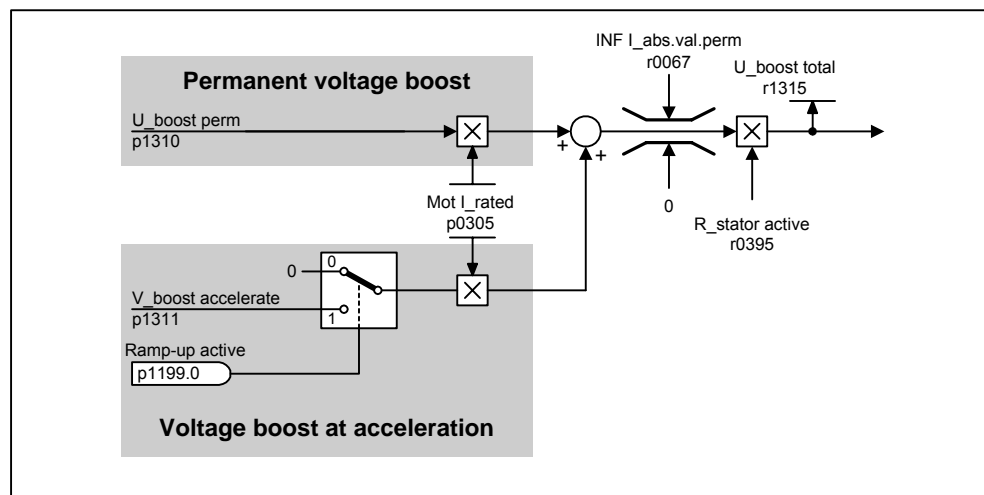 INF I_abs.val.perm
r0067
U_boost total
r1315
Permanent voltage boost
U_boost perm
p1310
+
+
Mot I_rated
p0305
0
R_stator active
r0395
0
0
V_boost accelerate
p1311
1
Ramp-up active
p1199.0
Voltage boost at acceleration